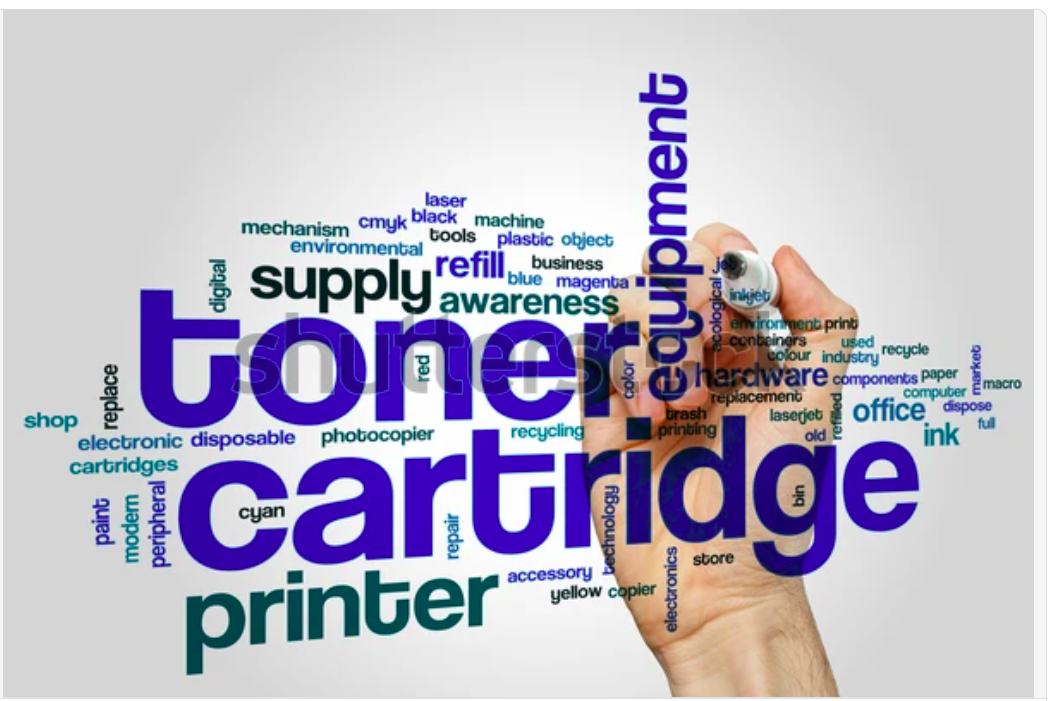 equipment
laser
mechanism
cmyk
black
machine
tools
environmental
plastic
object
digital
supply
refill
business
blue
magenta
awareness
inkjet
acological
toner
shutterstock
red
color
environment
print
containers
used
colour
industry
recycle
replace
hardware
components
paper
market
macro
replacement
computer
shop
trash
laserjet
refilled
office
dispose
full
electronic
disposable
photocopier
recycling
printing
old
ink
cartridges
cartridge
paint
modern
peripheral
cyan
repair
technology
bin
electronics
store
printer
accessory
yellow
copier